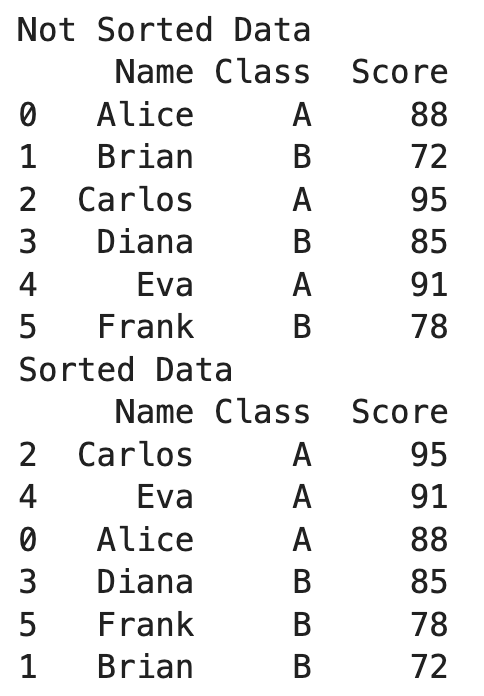 Not Sorted Data
     Name Class  Score
0   Alice     A     88
1   Brian     B     72
2  Carlos     A     95
3   Diana     B     85
4     Eva     A     91
5   Frank     B     78
Sorted Data
     Name Class  Score
2  Carlos     A     95
4     Eva     A     91
0   Alice     A     88
3   Diana     B     85
5   Frank     B     78
1   Brian     B     72